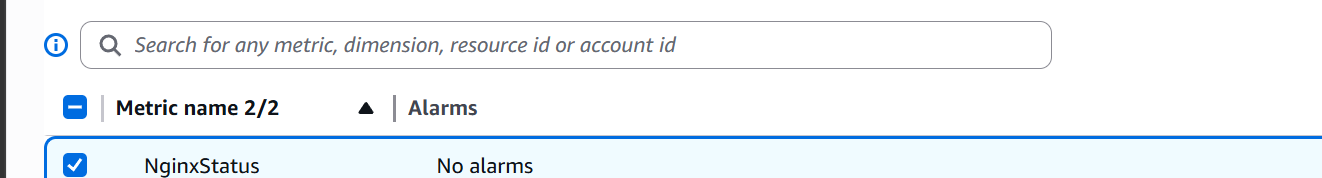 Search for any metric, dimension, resource id or account id
Metric name 2/2 Alarms
NginxStatus No alarms